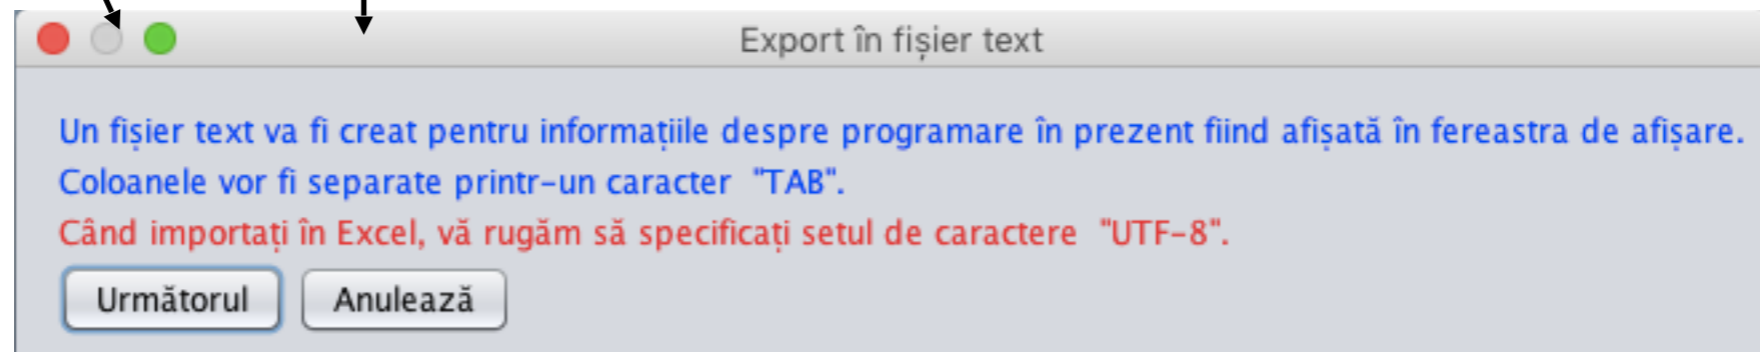 Export în fișier text
Un fișier text va fi creat pentru informațiile despre programare în prezent fiind afișată în fereastra de afișare.
Coloanele vor fi separate printr-un caracter "TAB".
Când importați în Excel, vă rugăm să specificați setul de caractere "UTF-8".
Următorul Anulează